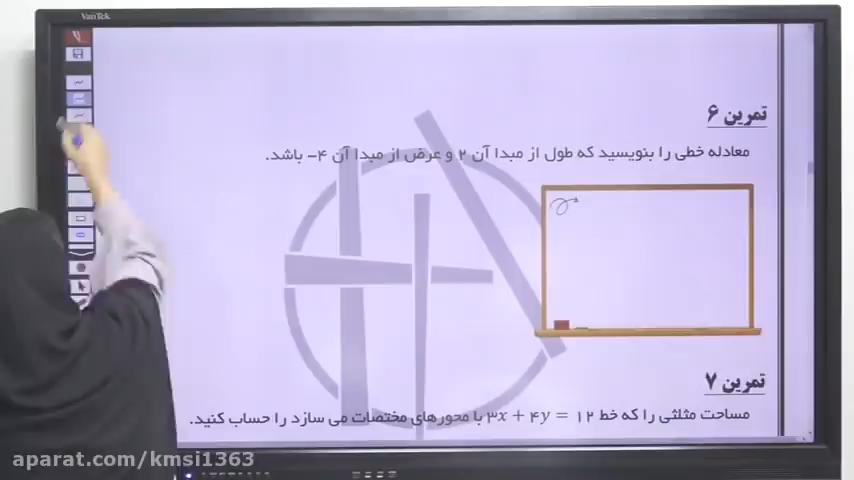 VanTek
تمرین ۶
معادله خطی را بنویسید که طول از مبدا آن ۲ و عرض از مبدا آن ۴- باشد.
تمرین ۷
مساحت مثلثی را که خط ۳x + ۴y = ۱۲ با محورهای مختصات می سازد را حساب کنید.
aparat.com/kmsi1363